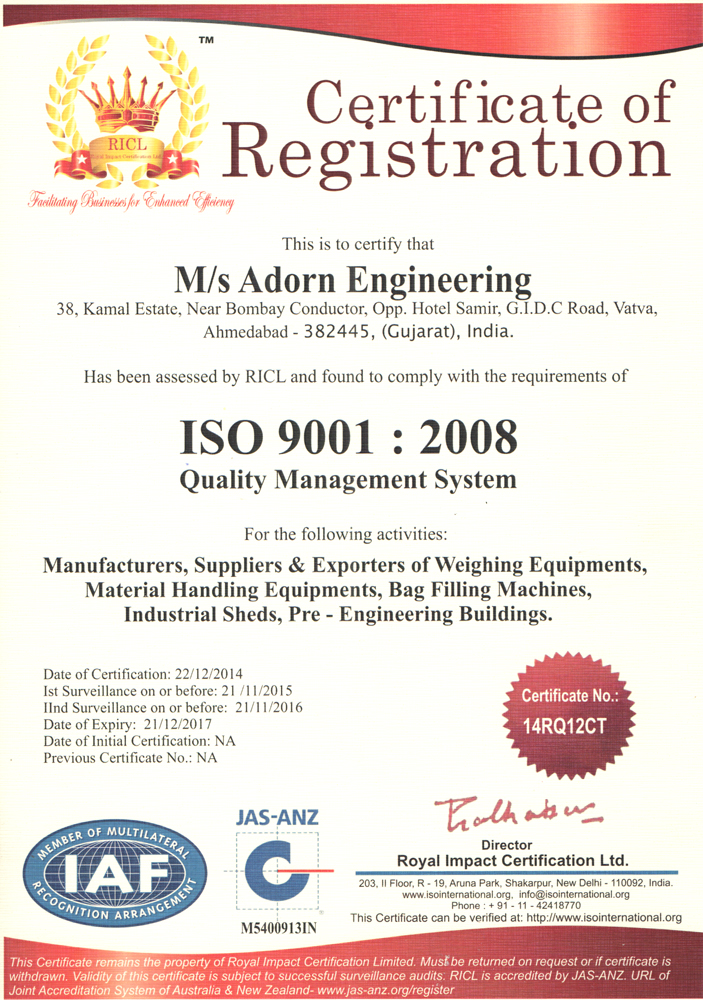 TM
RICL
Royal Impact Certification Ltd.
Facilitating Businesses for Enhanced Efficiency
Certificate of
Registration
This is to certify that
M/s Adorn Engineering
38, Kamal Estate, Near Bombay Conductor, Opp. Hotel Samir, G.I.D.C Road, Vatva,
Ahmedabad - 382445, (Gujarat), India.
Has been assessed by RICL and found to comply with the requirements of
ISO 9001 : 2008
Quality Management System
For the following activities:
Manufacturers, Suppliers & Exporters of Weighing Equipments,
Material Handling Equipments, Bag Filling Machines,
Industrial Sheds, Pre - Engineering Buildings.
Date of Certification: 22/12/2014
Ist Surveillance on or before: 21 /11/2015
IInd Surveillance on or before: 21/11/2016
Date of Expiry: 21/12/2017
Date of Initial Certification: NA
Previous Certificate No.: NA
Certificate No.:
14RQ12CT
MEMBER OF MULTILATERAL
IAF
RECOGNITION ARRANGEMENT
JAS-ANZ
®
M5400913IN
Director
Royal Impact Certification Ltd.
203, II Floor, R - 19, Aruna Park, Shakarpur, New Delhi - 110092, India.
www.isointernational.org, info@isointernational.org
Phone : + 91 - 11 - 42418770
This Certificate can be verified at: http://www.isointernational.org
This Certificate remains the property of Royal Impact Certification Limited. Must be returned on request or if certificate is
withdrawn. Validity of this certificate is subject to successful surveillance audits. RICL is accredited by JAS-ANZ. URL of
Joint Accreditation System of Australia & New Zealand- www.jas-anz.org/register